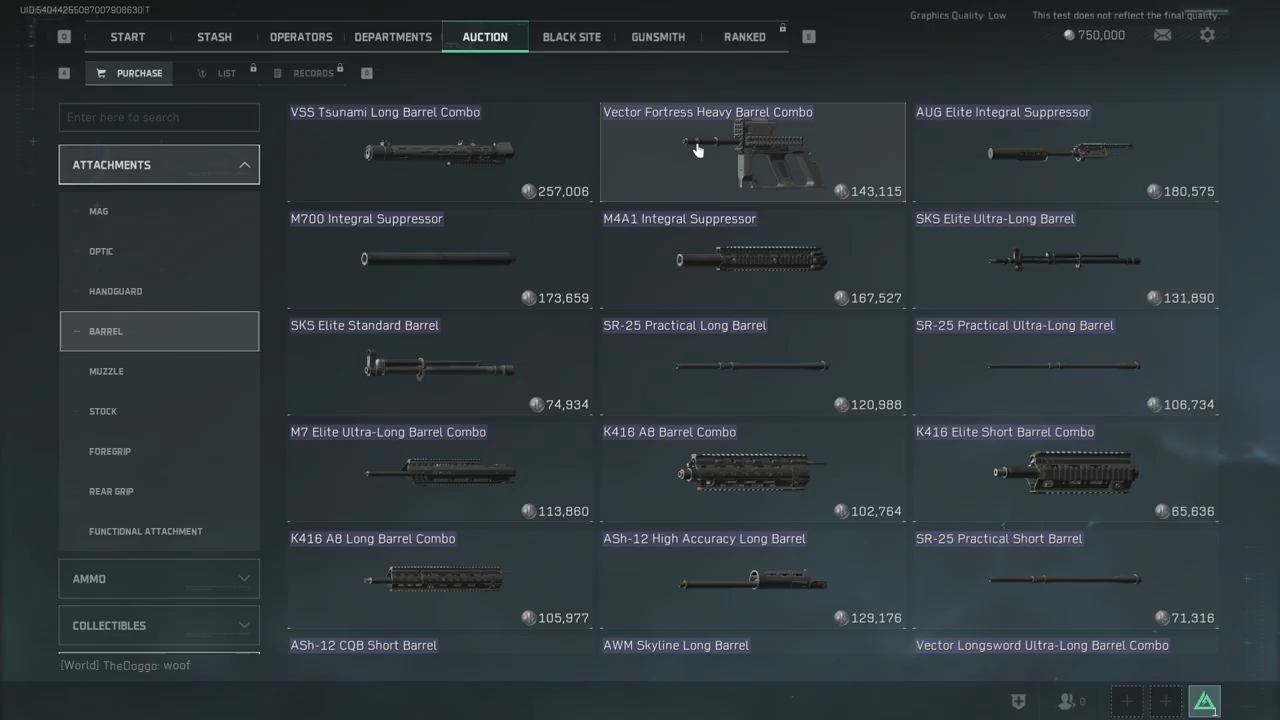 UID:54044255087007908630|T
Graphics Quality: Low
This test does not reflect the final quality.
Q
START
STASH
OPERATORS
DEPARTMENTS
AUCTION
BLACK SITE
GUNSMITH
RANKED
E
750,000
A
PURCHASE
LIST
RECORDS
D
Enter here to search
ATTACHMENTS
MAG
OPTIC
HANDGUARD
BARREL
MUZZLE
STOCK
FOREGRIP
REAR GRIP
FUNCTIONAL ATTACHMENT
AMMO
COLLECTIBLES
VSS Tsunami Long Barrel Combo
257,006
Vector Fortress Heavy Barrel Combo
143,115
AUG Elite Integral Suppressor
180,575
M700 Integral Suppressor
173,659
M4A1 Integral Suppressor
167,527
SKS Elite Ultra-Long Barrel
131,890
SKS Elite Standard Barrel
74,934
SR-25 Practical Long Barrel
120,988
SR-25 Practical Ultra-Long Barrel
106,734
M7 Elite Ultra-Long Barrel Combo
113,860
K416 A8 Barrel Combo
102,764
K416 Elite Short Barrel Combo
65,636
K416 A8 Long Barrel Combo
105,977
ASh-12 High Accuracy Long Barrel
129,176
SR-25 Practical Short Barrel
71,316
ASh-12 CQB Short Barrel
AWM Skyline Long Barrel
Vector Longsword Ultra-Long Barrel Combo
[World] TheDoggo: woof
0
1